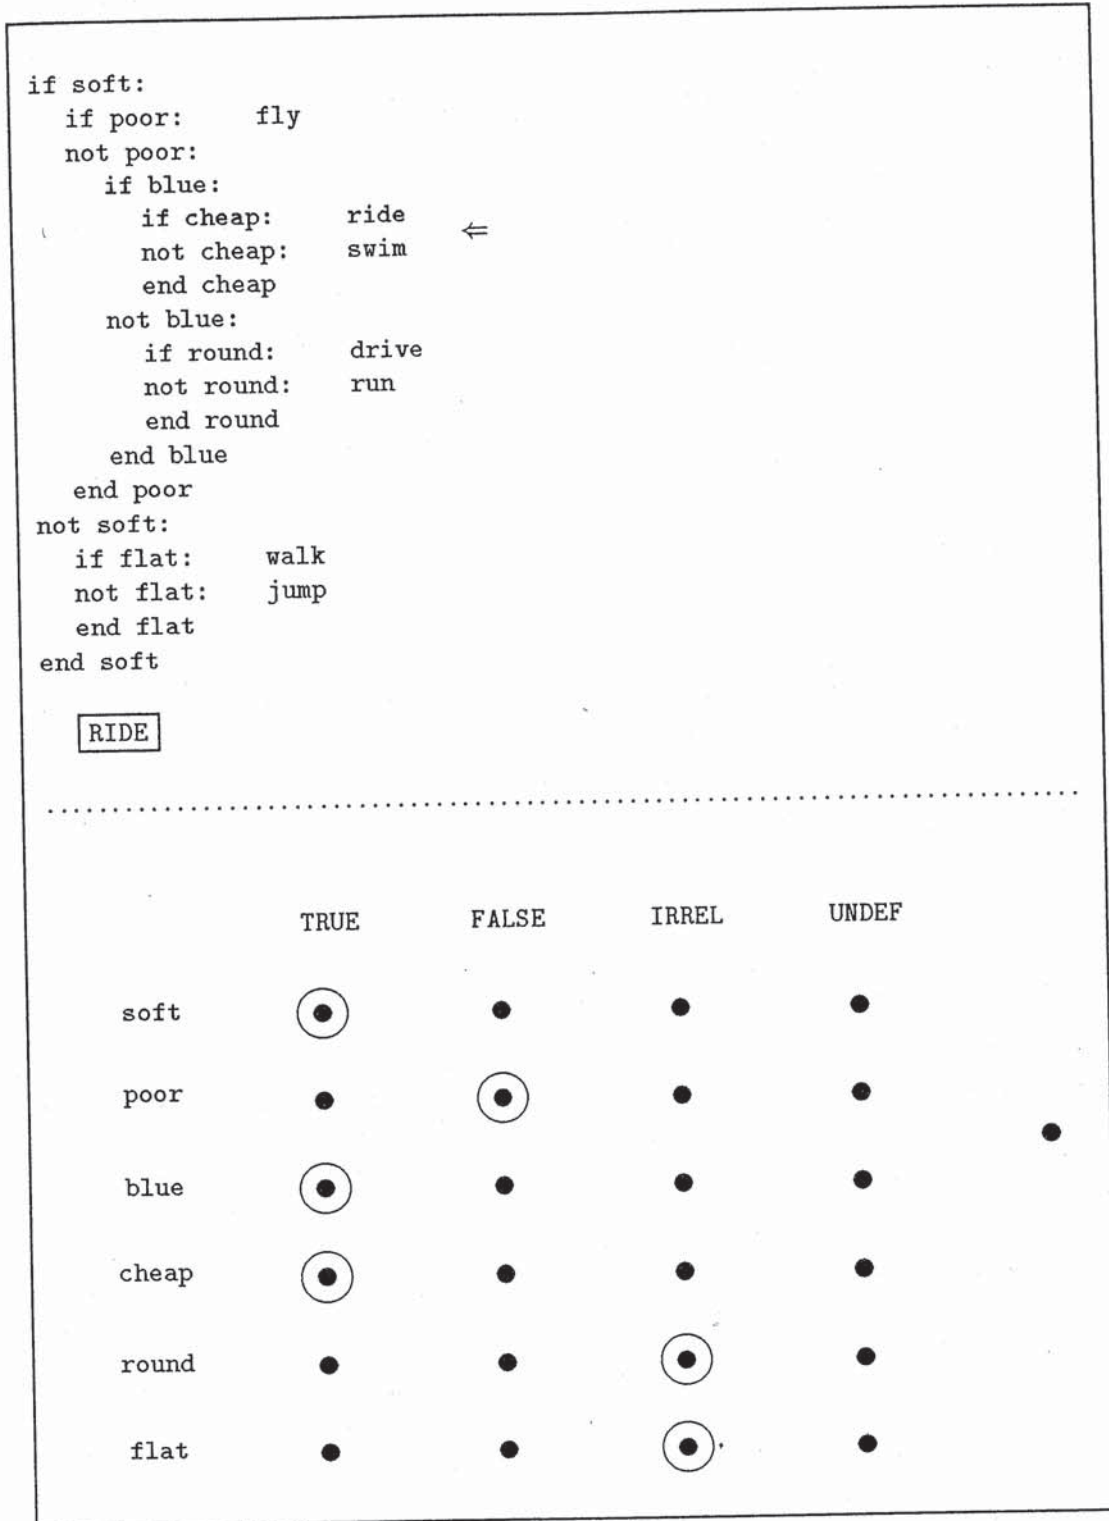 if soft:
if poor: fly
not poor:
if blue:
if cheap: ride
not cheap: swim ⇐
end cheap
not blue:
if round: drive
not round: run
end round
end blue
end poor
not soft:
if flat: walk
not flat: jump
end flat
end soft
RIDE
TRUE FALSE IRREL UNDEF
soft
poor
blue
cheap
round
flat